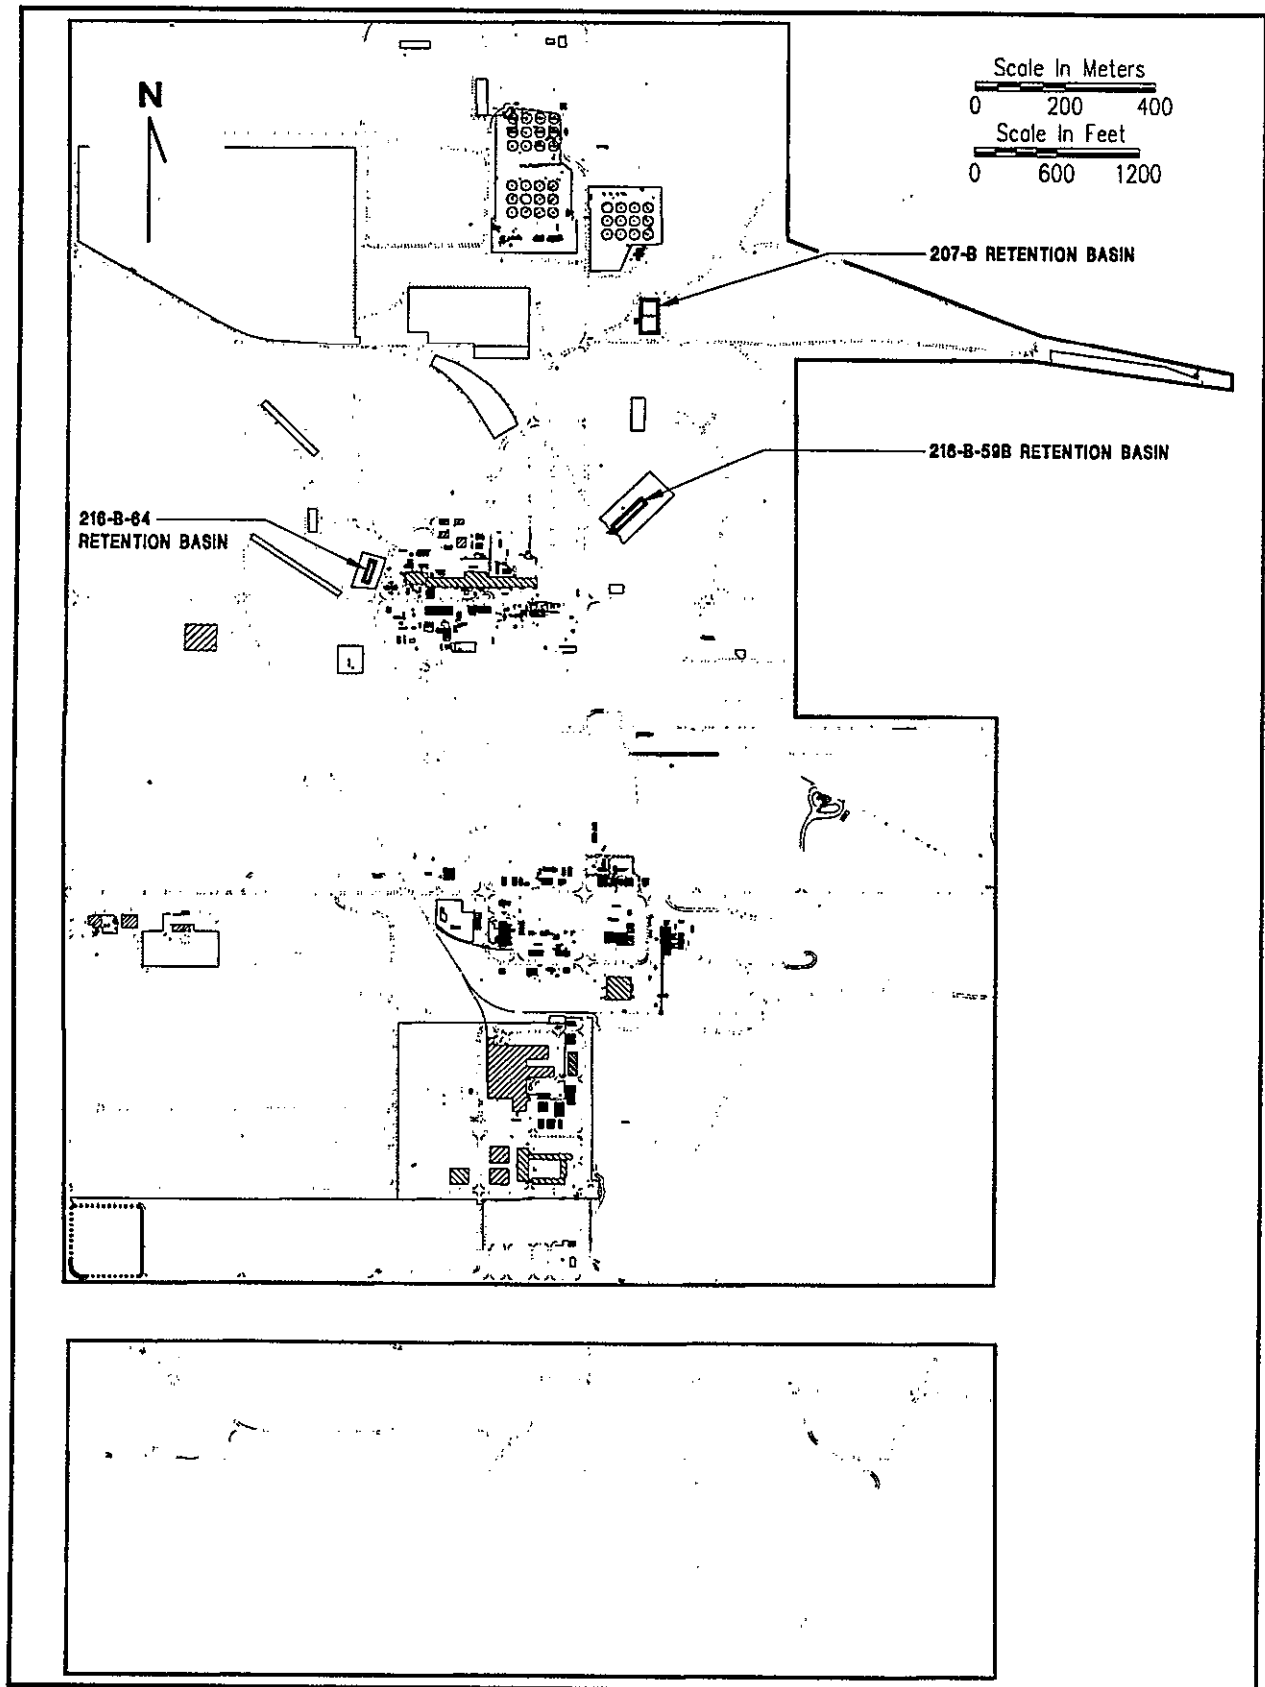 N
Scale In Meters
0 200 400
Scale In Feet
0 600 1200
207-B RETENTION BASIN
216-B-59B RETENTION BASIN
216-B-64
RETENTION BASIN